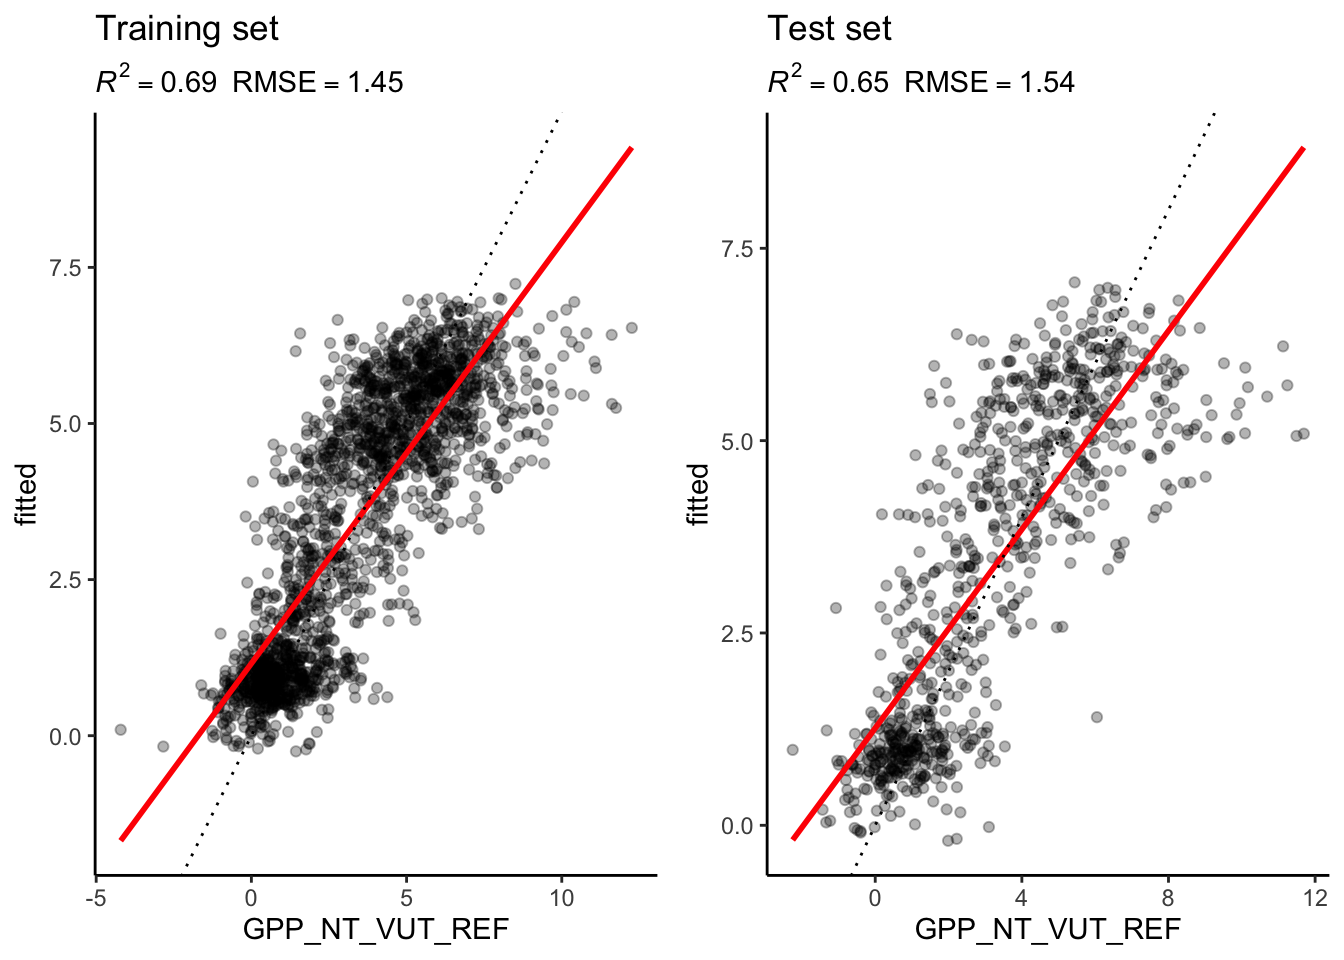 Training set
R² = 0.69 RMSE = 1.45
7.5
5.0
2.5
0.0
fitted
-5
0
5
10
GPP_NT_VUT_REF
Test set
R² = 0.65 RMSE = 1.54
7.5
5.0
2.5
0.0
fitted
0
4
8
12
GPP_NT_VUT_REF